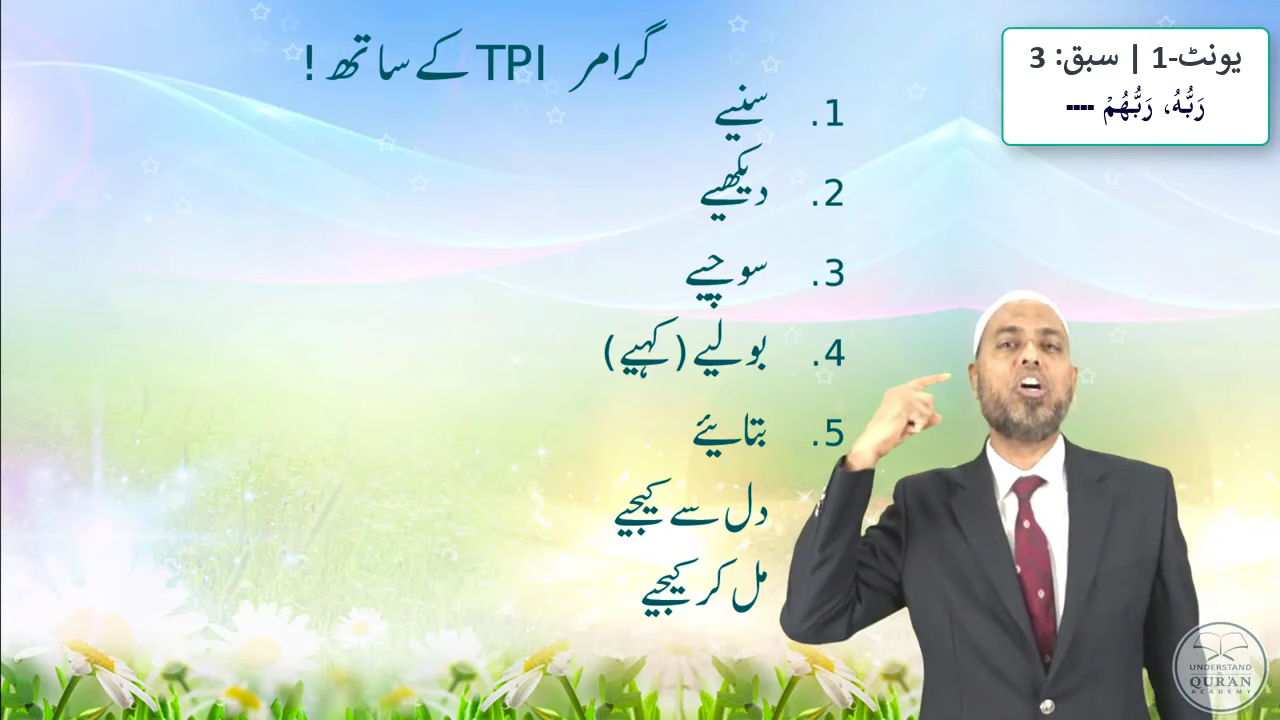 گرامر TPI کے ساتھ !
یونٹ-1 | سبق: 3
رَبُّهُ، رَبُّهُمْ ----
1. سنیے
2. دیکھیے
3. سوچیے
4. بولیے (کہیے)
5. بتایئے
دل سے کیجیے
مل کر کیجیے
UNDERSTAND
QURAN
ACADEMY